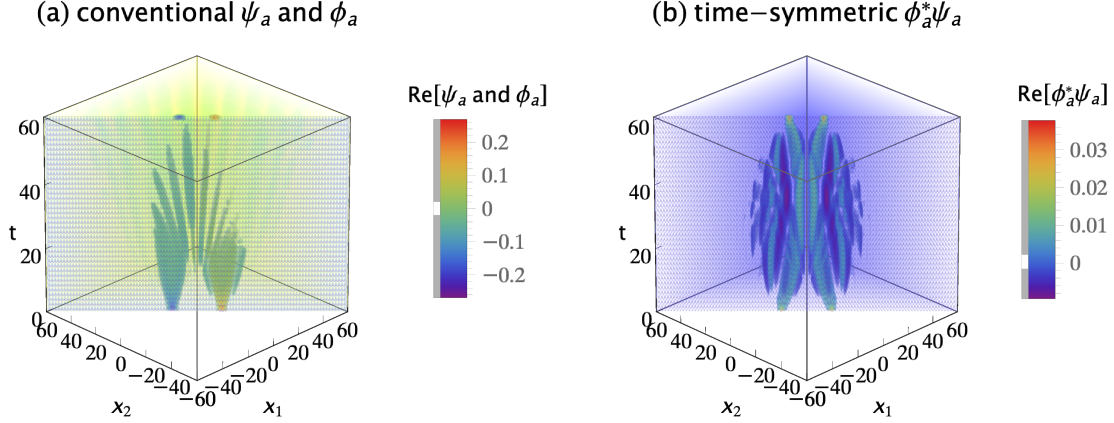 (a) conventional ψₐ and ϕₐ
(b) time−symmetric ϕₐ*ψₐ
Re[ψₐ and ϕₐ]
0.2
0.1
0
−0.1
−0.2
60
40
20
0
t
60 40 20 0 −20 −40 −60
x₂
−40 −20 0 20 40 60
x₁
Re[ϕₐ*ψₐ]
0.03
0.02
0.01
0
60
40
20
0
t
60 40 20 0 −20 −40 −60
x₂
−40 −20 0 20 40 60
x₁